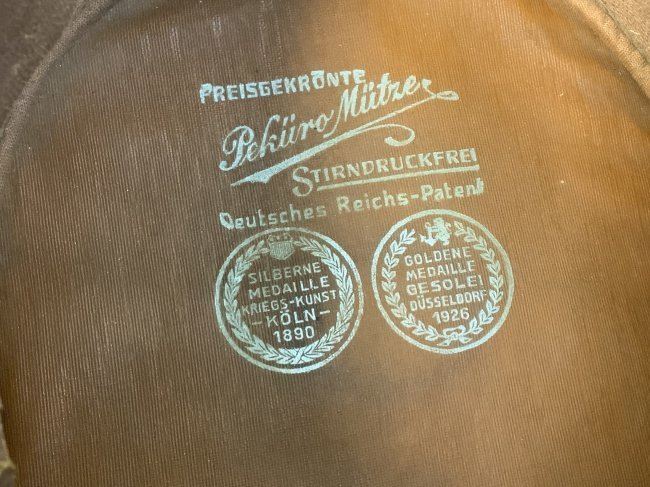 PREISGEKRÖNTE
Peküro Mütze
STIRNDRUCKFREI
Deutsches Reichs-Patent
SILBERNE
MEDAILLE
KRIEGS-KUNST
-KÖLN-
1890
GOLDENE
MEDAILLE
GESOLEI
DÜSSELDORF
1926